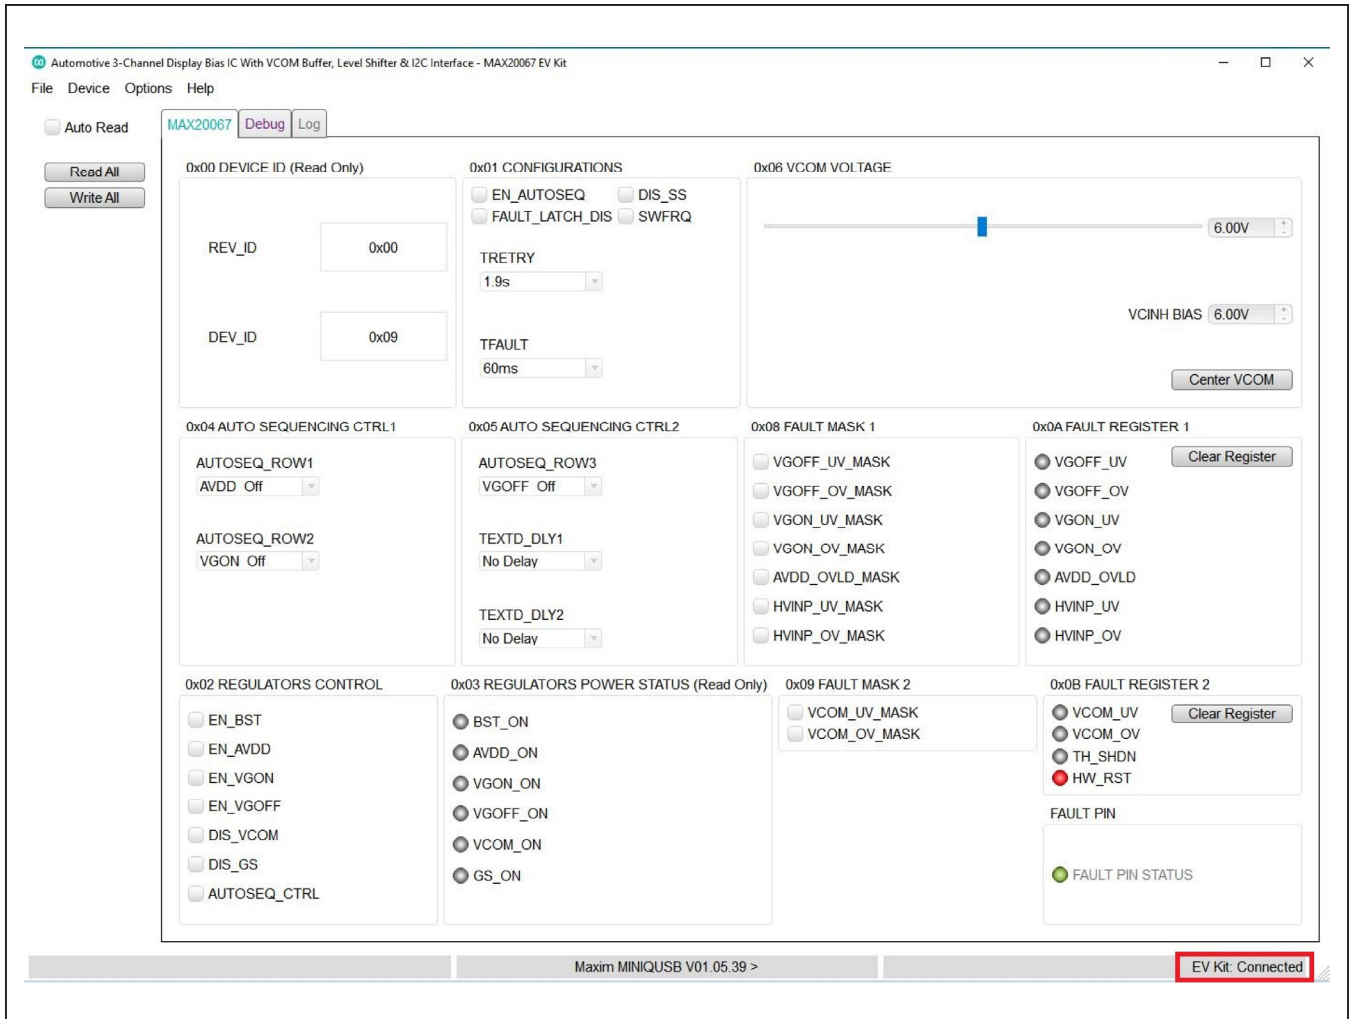 Automotive 3-Channel Display Bias IC With VCOM Buffer, Level Shifter & I2C Interface - MAX20067 EV Kit
File Device Options Help
Auto Read
MAX20067 Debug Log
Read All
Write All
0x00 DEVICE ID (Read Only)
REV_ID 0x00
DEV_ID 0x09
0x01 CONFIGURATIONS
EN_AUTOSEQ DIS_SS
FAULT_LATCH_DIS SWFRQ
TRETRY
1.9s
TFAULT
60ms
0x06 VCOM VOLTAGE
6.00V
VCINH BIAS 6.00V
Center VCOM
0x04 AUTO SEQUENCING CTRL1
AUTOSEQ_ROW1
AVDD Off
AUTOSEQ_ROW2
VGON Off
0x05 AUTO SEQUENCING CTRL2
AUTOSEQ_ROW3
VGOFF Off
TEXTD_DLY1
No Delay
TEXTD_DLY2
No Delay
0x08 FAULT MASK 1
VGOFF_UV_MASK
VGOFF_OV_MASK
VGON_UV_MASK
VGON_OV_MASK
AVDD_OVLD_MASK
HVINP_UV_MASK
HVINP_OV_MASK
0x0A FAULT REGISTER 1
VGOFF_UV Clear Register
VGOFF_OV
VGON_UV
VGON_OV
AVDD_OVLD
HVINP_UV
HVINP_OV
0x02 REGULATORS CONTROL
EN_BST
EN_AVDD
EN_VGON
EN_VGOFF
DIS_VCOM
DIS_GS
AUTOSEQ_CTRL
0x03 REGULATORS POWER STATUS (Read Only)
BST_ON
AVDD_ON
VGON_ON
VGOFF_ON
VCOM_ON
GS_ON
0x09 FAULT MASK 2
VCOM_UV_MASK
VCOM_OV_MASK
0x0B FAULT REGISTER 2
VCOM_UV Clear Register
VCOM_OV
TH_SHDN
HW_RST
FAULT PIN
FAULT PIN STATUS
Maxim MINIQUSB V01.05.39 >
EV Kit: Connected